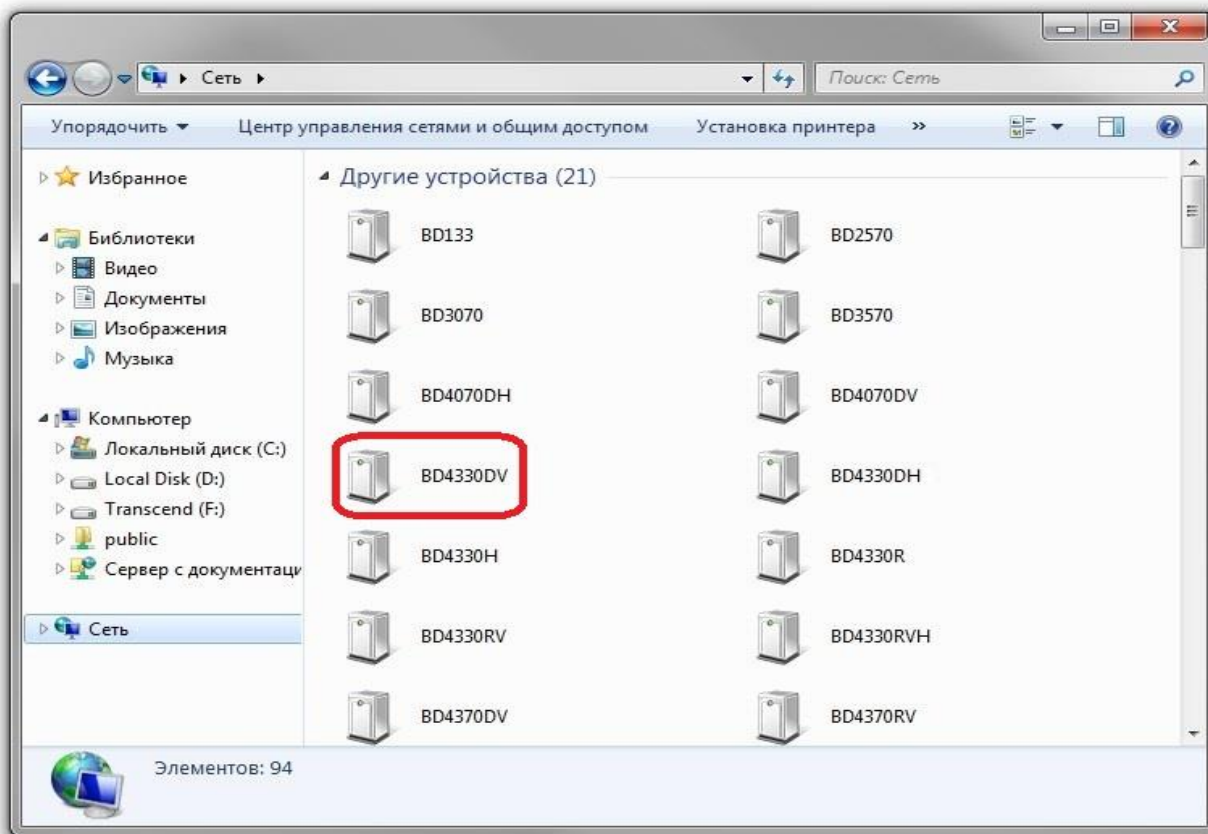 Сеть
Поиск: Сеть
Упорядочить
Центр управления сетями и общим доступом
Установка принтера
»
Избранное
Библиотеки
Видео
Документы
Изображения
Музыка
Компьютер
Локальный диск (C:)
Local Disk (D:)
Transcend (F:)
public
Сервер с документаци
Сеть
Другие устройства (21)
BD133
BD2570
BD3070
BD3570
BD4070DH
BD4070DV
BD4330DV
BD4330DH
BD4330H
BD4330R
BD4330RV
BD4330RVH
BD4370DV
BD4370RV
Элементов: 94